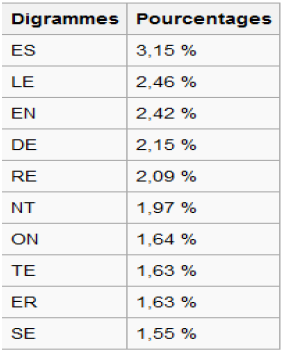 Digrammes Pourcentages
ES 3,15 %
LE 2,46 %
EN 2,42 %
DE 2,15 %
RE 2,09 %
NT 1,97 %
ON 1,64 %
TE 1,63 %
ER 1,63 %
SE 1,55 %